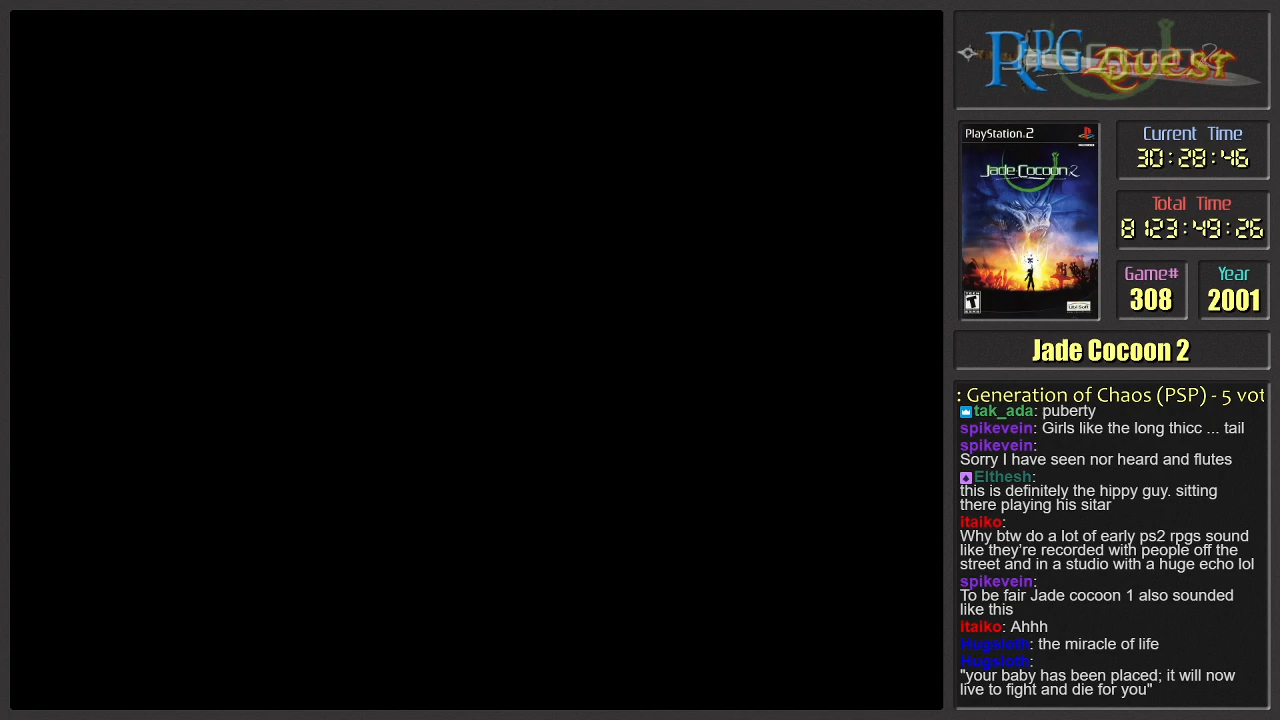 RPG Quest
Jade Cocoon 2
PlayStation.2
Jade Cocoon 2
TEEN
T
Ubi Soft
Current Time
30:28:46
Total Time
8123:49:26
Game#
308
Year
2001
Jade Cocoon 2
: Generation of Chaos (PSP) - 5 vot
tak_ada: puberty
spikevein: Girls like the long thicc ... tail
spikevein:
Sorry I have seen nor heard and flutes
Elthesh:
this is definitely the hippy guy. sitting
there playing his sitar
itaiko:
Why btw do a lot of early ps2 rpgs sound
like they're recorded with people off the
street and in a studio with a huge echo lol
spikevein:
To be fair Jade cocoon 1 also sounded
like this
itaiko: Ahhh
Hugsloth: the miracle of life
Hugsloth:
"your baby has been placed; it will now
live to fight and die for you"